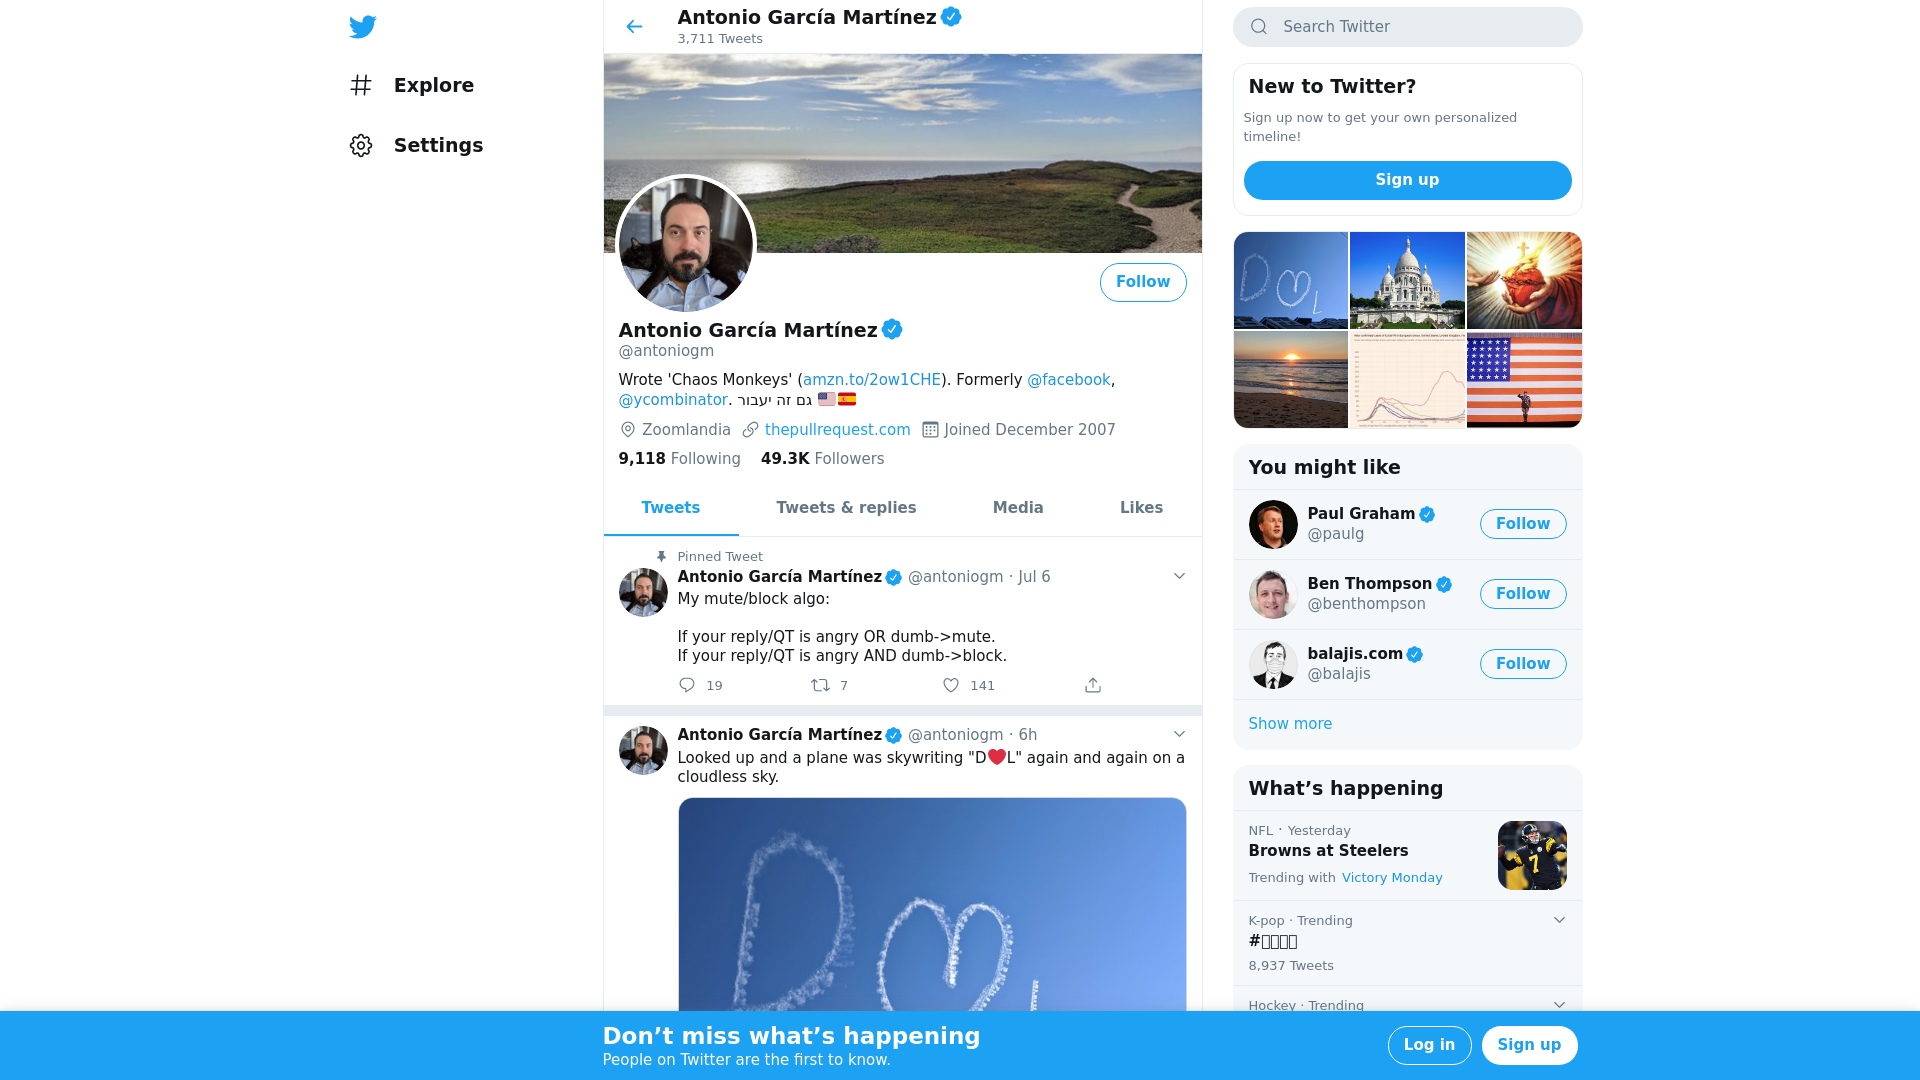 Explore
Settings
Antonio García Martínez
3,711 Tweets
Follow
Antonio García Martínez
@antoniogm
Wrote 'Chaos Monkeys' (amzn.to/2ow1CHE). Formerly @facebook,
@ycombinator. גם זה יעבור 🇺🇸🇪🇸
Zoomlandia thepullrequest.com Joined December 2007
9,118 Following 49.3K Followers
Tweets Tweets & replies Media Likes
Pinned Tweet
Antonio García Martínez @antoniogm · Jul 6
My mute/block algo:
If your reply/QT is angry OR dumb->mute.
If your reply/QT is angry AND dumb->block.
19 7 141
Antonio García Martínez @antoniogm · 6h
Looked up and a plane was skywriting "D❤️L" again and again on a
cloudless sky.
Search Twitter
New to Twitter?
Sign up now to get your own personalized
timeline!
Sign up
You might like
Paul Graham
@paulg
Follow
Ben Thompson
@benthompson
Follow
balajis.com
@balajis
Follow
Show more
What’s happening
NFL · Yesterday
Browns at Steelers
Trending with Victory Monday
K-pop · Trending
8,937 Tweets
Hockey · Trending
Don’t miss what’s happening
People on Twitter are the first to know.
Log in
Sign up